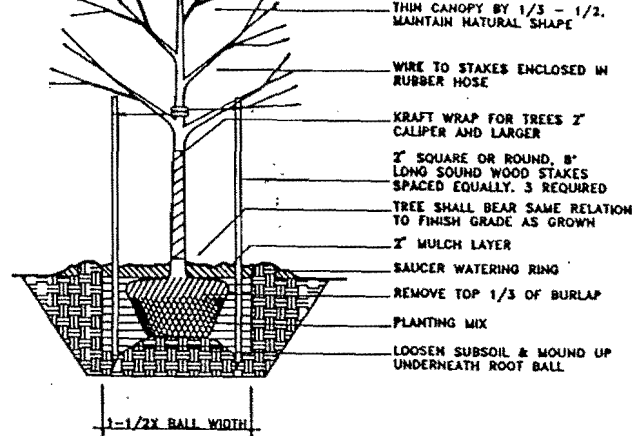 THIN CANOPY BY 1/3 - 1/2,
MAINTAIN NATURAL SHAPE
WIRE TO STAKES ENCLOSED IN
RUBBER HOSE
KRAFT WRAP FOR TREES 2"
CALIPER AND LARGER
2" SQUARE OR ROUND, 8"
LONG SOUND WOOD STAKES
SPACED EQUALLY. 3 REQUIRED
TREE SHALL BEAR SAME RELATION
TO FINISH GRADE AS GROWN
2" MULCH LAYER
SAUCER WATERING RING
REMOVE TOP 1/3 OF BURLAP
PLANTING MIX
LOOSEN SUBSOIL & MOUND UP
UNDERNEATH ROOT BALL
1-1/2X BALL WIDTH